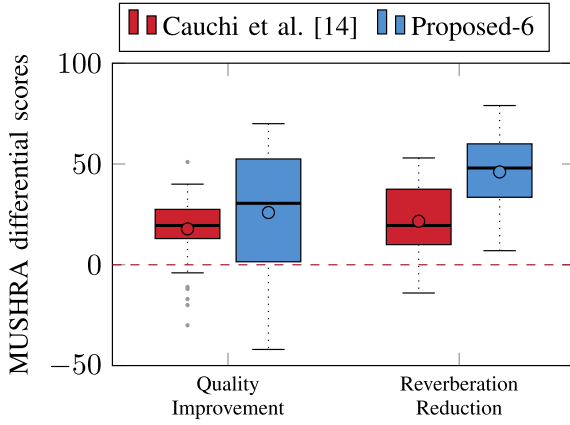 Cauchi et al. [14] Proposed-6
MUSHRA differential scores
100
50
0
−50
Quality
Improvement
Reverberation
Reduction